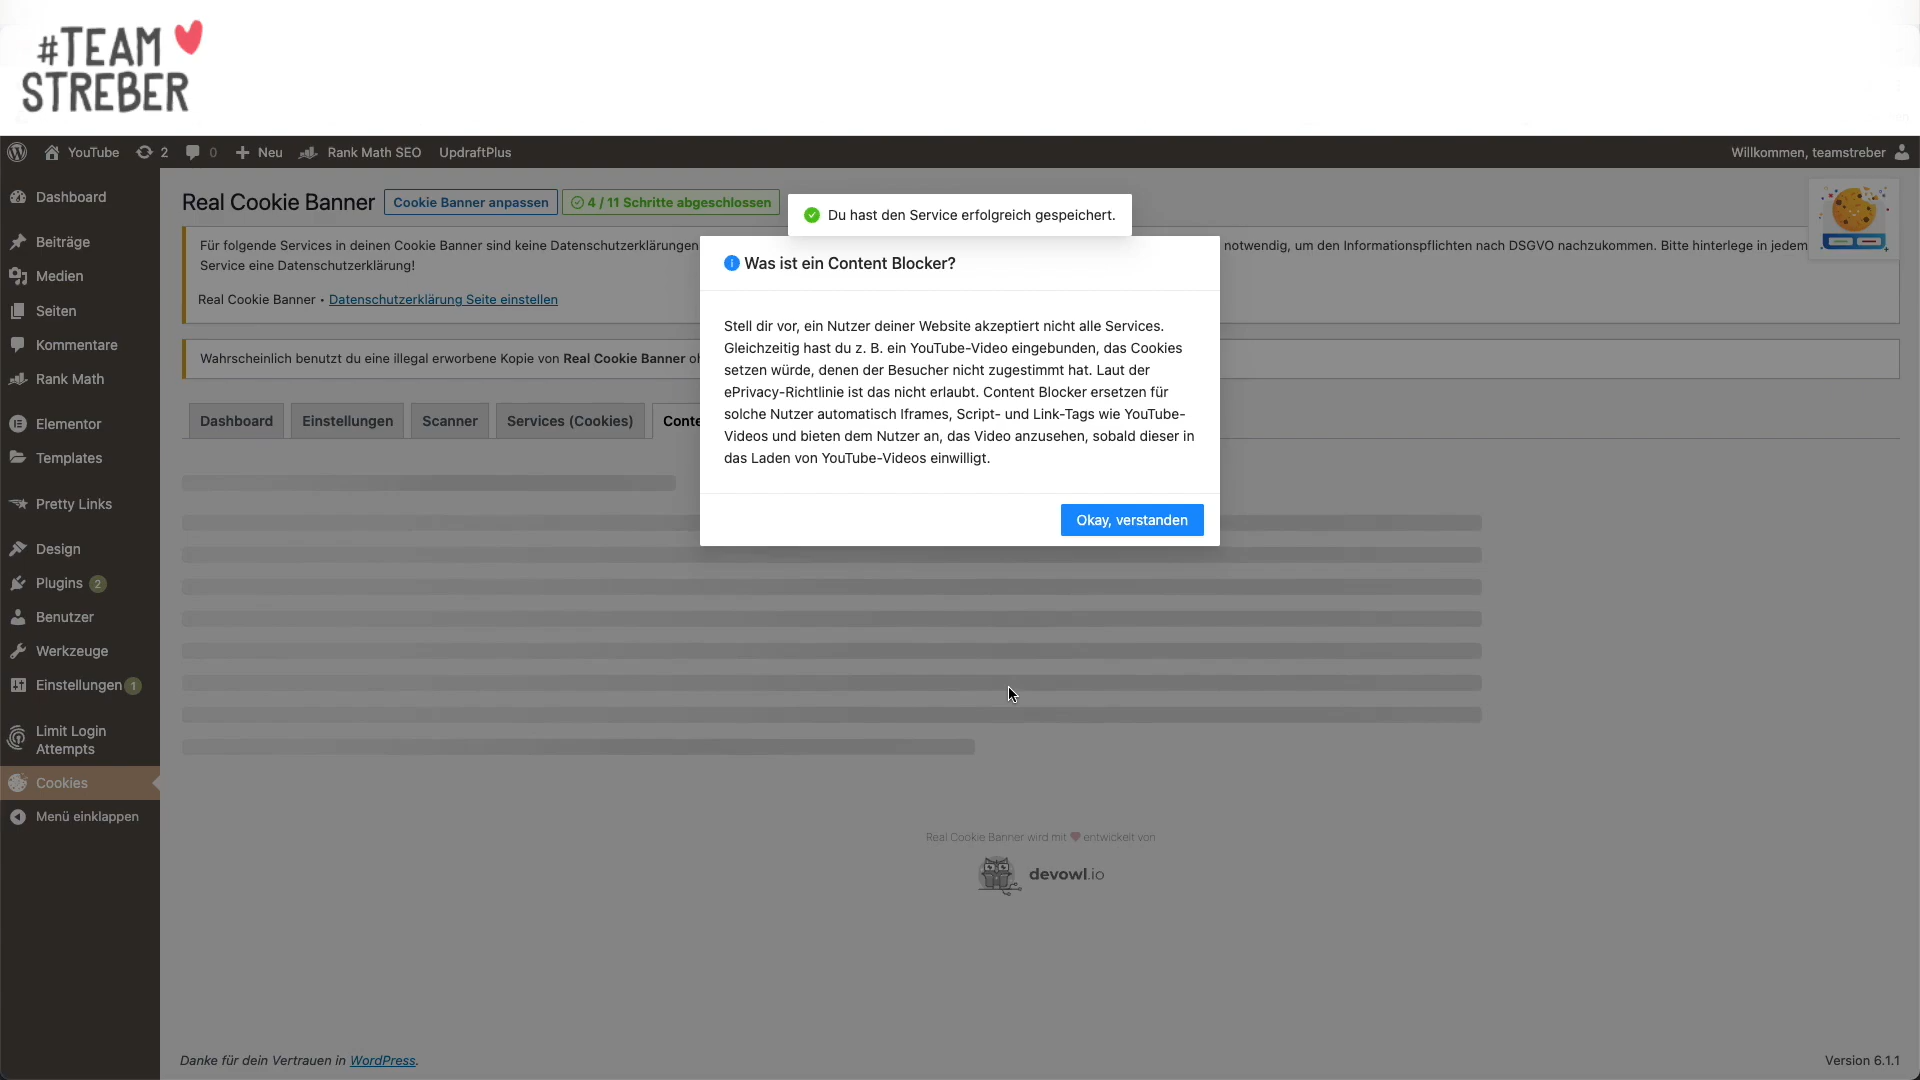 #TEAM
STREBER
YouTube 2 0 Neu Rank Math SEO UpdraftPlus Willkommen, teamstreber
Dashboard
Beiträge
Medien
Seiten
Kommentare
Rank Math
Elementor
Templates
Pretty Links
Design
Plugins 2
Benutzer
Werkzeuge
Einstellungen 1
Limit Login
Attempts
Cookies
Menü einklappen
Real Cookie Banner Cookie Banner anpassen 4 / 11 Schritte abgeschlossen
Du hast den Service erfolgreich gespeichert.
Für folgende Services in deinen Cookie Banner sind keine Datenschutzerklärungen notwendig, um den Informationspflichten nach DSGVO nachzukommen. Bitte hinterlege in jedem
Service eine Datenschutzerklärung!
Real Cookie Banner • Datenschutzerklärung Seite einstellen
Wahrscheinlich benutzt du eine illegal erworbene Kopie von Real Cookie Banner
Dashboard Einstellungen Scanner Services (Cookies)
Was ist ein Content Blocker?
Stell dir vor, ein Nutzer deiner Website akzeptiert nicht alle Services.
Gleichzeitig hast du z. B. ein YouTube-Video eingebunden, das Cookies
setzen würde, denen der Besucher nicht zugestimmt hat. Laut der
ePrivacy-Richtlinie ist das nicht erlaubt. Content Blocker ersetzen für
solche Nutzer automatisch Iframes, Script- und Link-Tags wie YouTube-
Videos und bieten dem Nutzer an, das Video anzusehen, sobald dieser in
das Laden von YouTube-Videos einwilligt.
Okay, verstanden
Real Cookie Banner wird mit entwickelt von
devowl.io
Danke für dein Vertrauen in WordPress.
Version 6.1.1